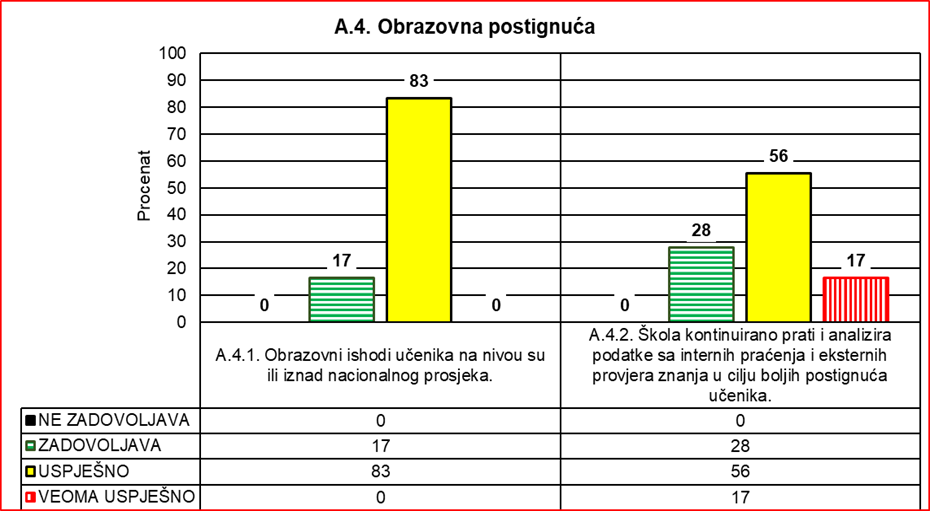 A.4. Obrazovna postignuća
100
90
80
70
60
50
40
30
20
10
0
Procenat
0
17
83
0
0
28
56
17
A.4.1. Obrazovni ishodi učenika na nivou su
ili iznad nacionalnog prosjeka.
A.4.2. Škola kontinuirano prati i analizira
podatke sa internih praćenja i eksternih
provjera znanja u cilju boljih postignuća
učenika.
NE ZADOVOLJAVA 0 0
ZADOVOLJAVA 17 28
USPJEŠNO 83 56
VEOMA USPJEŠNO 0 17